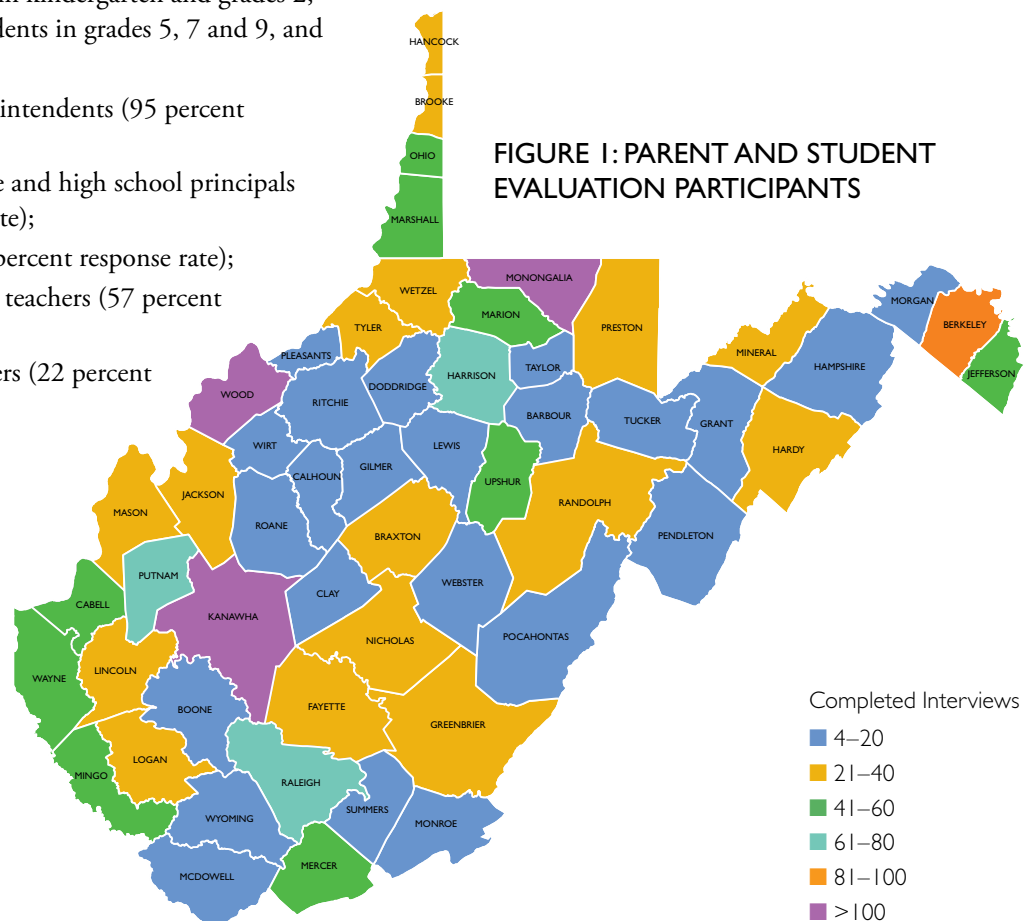 in kindergarten and grades 2,
dents in grades 5, 7 and 9, and
intendents (95 percent
e and high school principals
te);
percent response rate);
teachers (57 percent
ers (22 percent
FIGURE 1: PARENT AND STUDENT
EVALUATION PARTICIPANTS
HANCOCK
BROOKE
OHIO
MARSHALL
WETZEL
MONONGALIA
MARION
PRESTON
TYLER
PLEASANTS
DODDRIDGE
HARRISON
TAYLOR
MINERAL
HAMPSHIRE
MORGAN
BERKELEY
JEFFERSON
WOOD
RITCHIE
BARBOUR
TUCKER
GRANT
HARDY
WIRT
LEWIS
CALHOUN
GILMER
UPSHUR
RANDOLPH
JACKSON
MASON
ROANE
BRAXTON
PENDLETON
PUTNAM
CLAY
WEBSTER
CABELL
KANAWHA
NICHOLAS
POCAHONTAS
WAYNE
LINCOLN
BOONE
FAYETTE
GREENBRIER
LOGAN
MINGO
RALEIGH
WYOMING
SUMMERS
MONROE
MCDOWELL
MERCER
Completed Interviews
4–20
21–40
41–60
61–80
81–100
>100